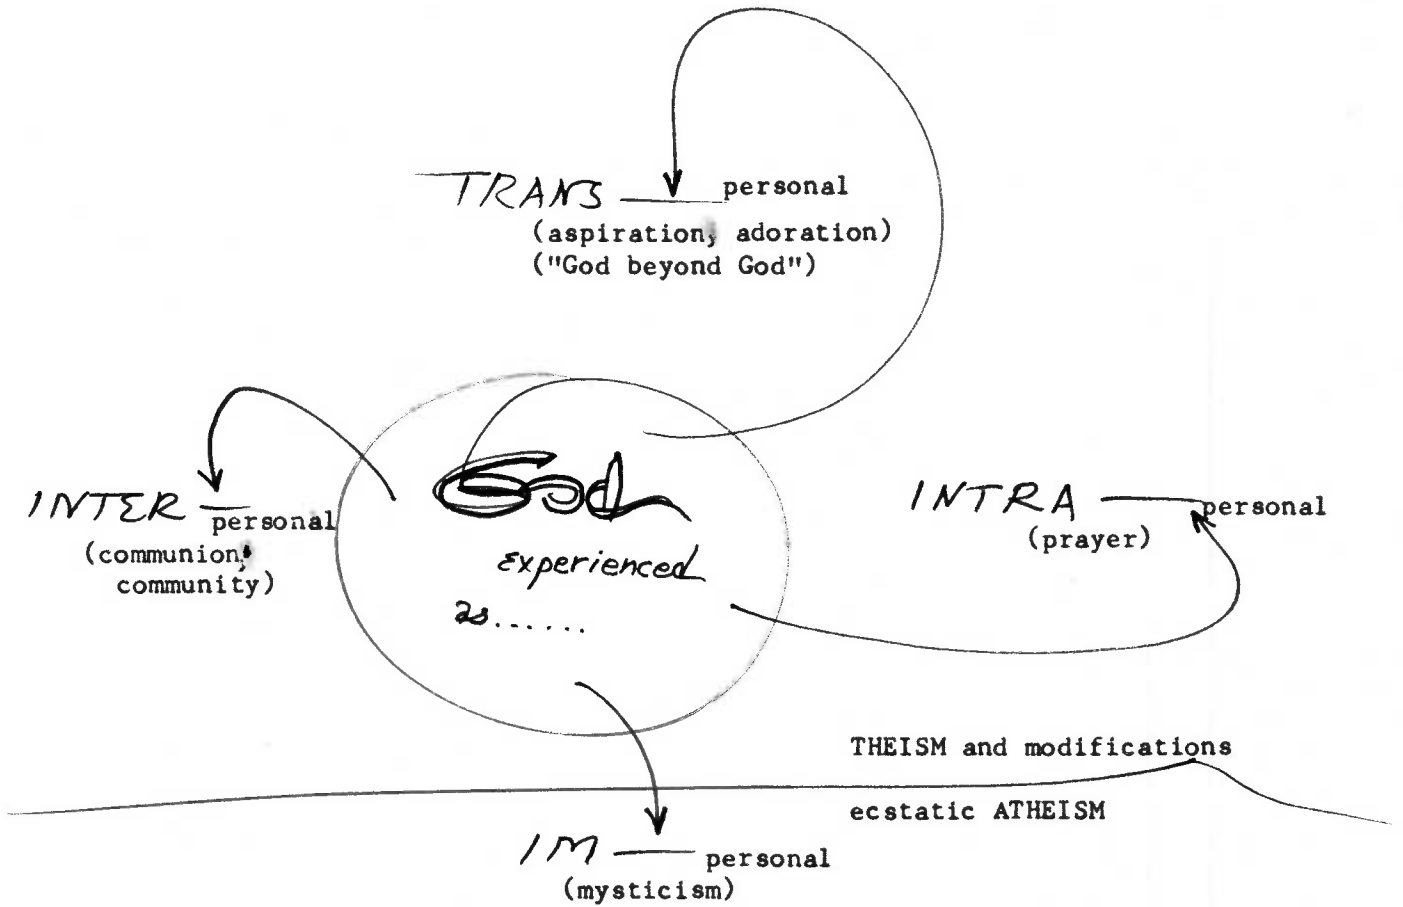 TRANS ——— personal
(aspiration, adoration)
("God beyond God")
God
experienced
as......
INTER — personal
(communion,
community)
INTRA ——— personal
(prayer)
THEISM and modifications
ecstatic ATHEISM
IM ——— personal
(mysticism)